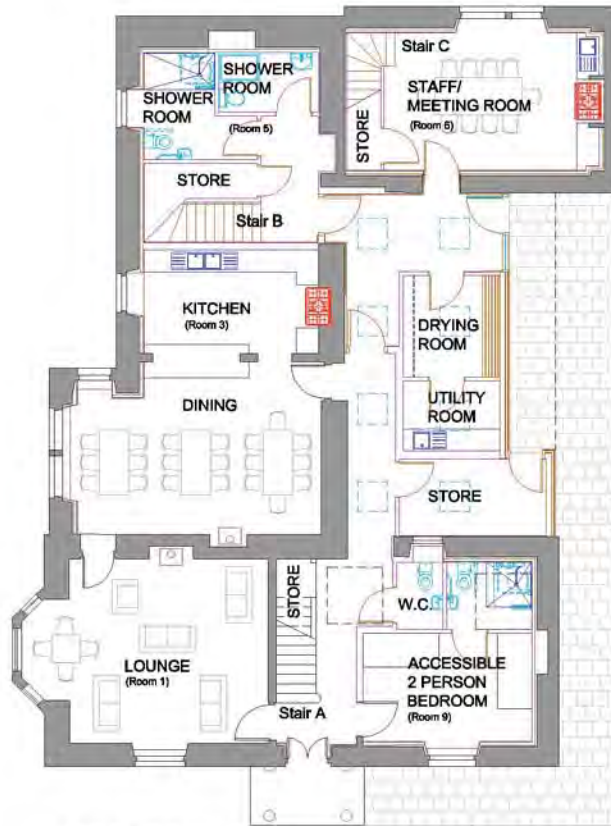 Stair C
STAFF/
MEETING ROOM
(Room 6)
STORE
SHOWER
ROOM
SHOWER
ROOM
(Room 5)
STORE
Stair B
KITCHEN
(Room 3)
DRYING
ROOM
UTILITY
ROOM
DINING
STORE
STORE
W.C.
LOUNGE
(Room 1)
ACCESSIBLE
2 PERSON
BEDROOM
(Room 9)
Stair A